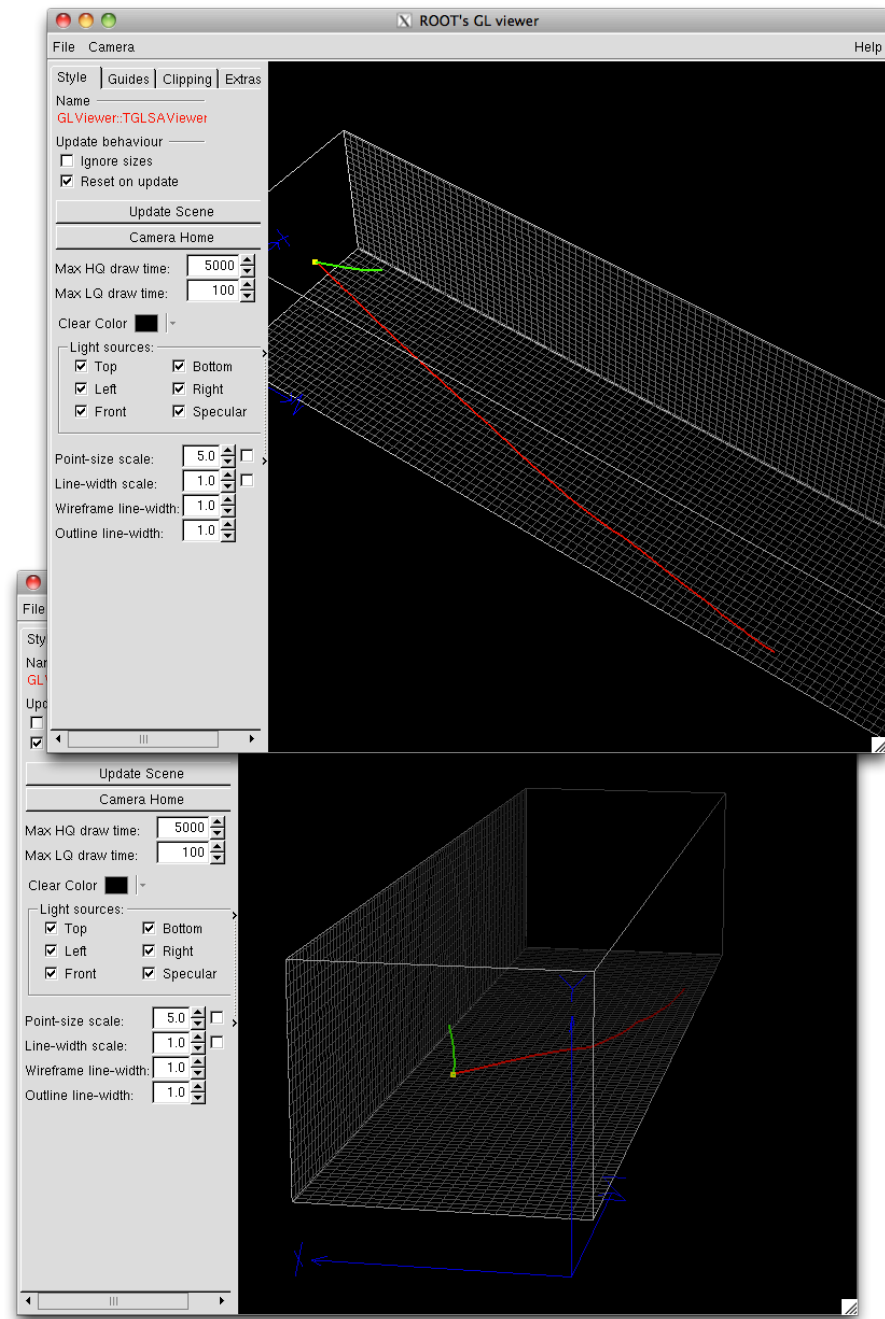 ROOT's GL viewer
File Camera Help
Style Guides Clipping Extras
Name
GLViewer::TGLSAViewer
Update behaviour
Ignore sizes
Reset on update
Update Scene
Camera Home
Max HQ draw time: 5000
Max LQ draw time: 100
Clear Color
Light sources:
Top Bottom
Left Right
Front Specular
Point-size scale: 5.0
Line-width scale: 1.0
Wireframe line-width: 1.0
Outline line-width: 1.0
X
Y
File
Sty
Nar
GL
Upd
Update Scene
Camera Home
Max HQ draw time: 5000
Max LQ draw time: 100
Clear Color
Light sources:
Top Bottom
Left Right
Front Specular
Point-size scale: 5.0
Line-width scale: 1.0
Wireframe line-width: 1.0
Outline line-width: 1.0
Y
X